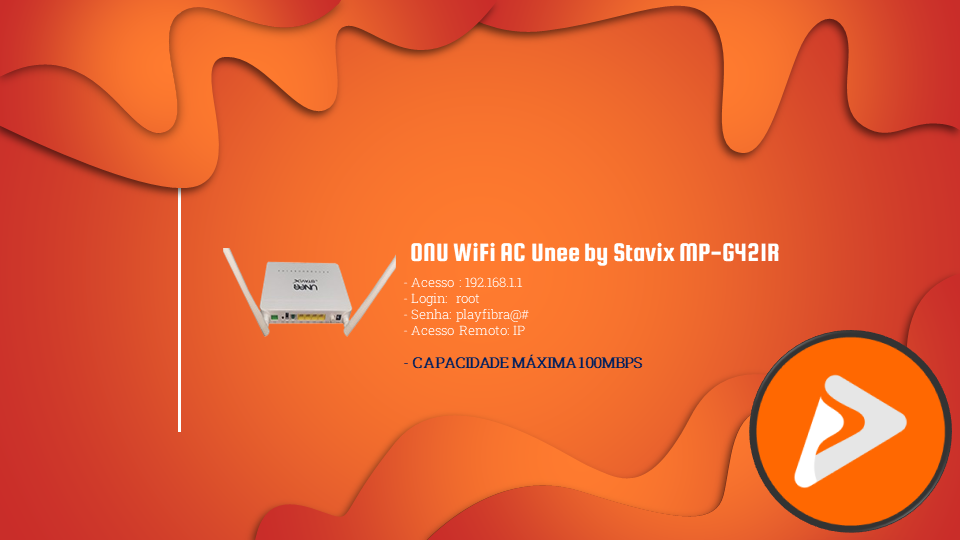 ONU WiFi AC Unee by Stavix MP-G421R
- Acesso : 192.168.1.1
- Login: root
- Senha: playfibra@#
- Acesso Remoto: IP
- CAPACIDADE MÁXIMA 100MBPS
UNEE